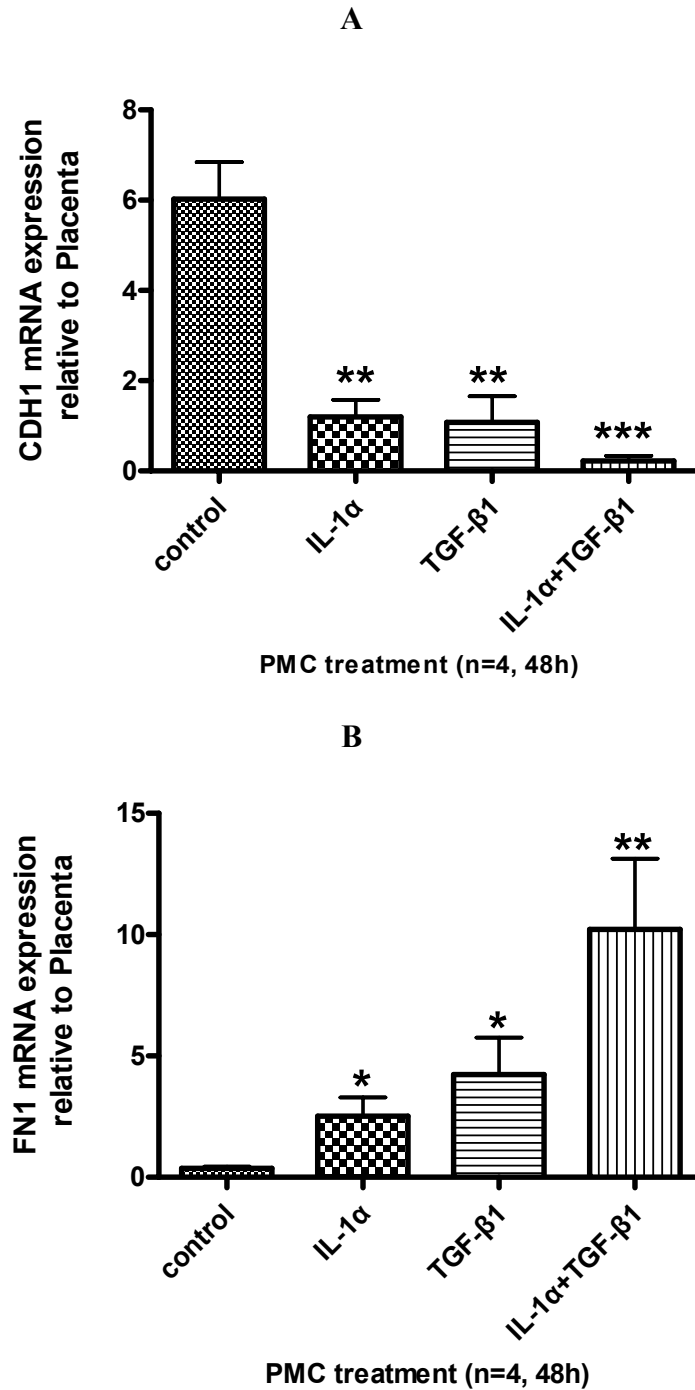 A
CDH1 mRNA expression
relative to Placenta
8
6
4
2
0
**
**
***
control
IL-1α
TGF-β1
IL-1α+TGF-β1
PMC treatment (n=4, 48h)
B
FN1 mRNA expression
relative to Placenta
15
10
5
0
*
*
**
control
IL-1α
TGF-β1
IL-1α+TGF-β1
PMC treatment (n=4, 48h)